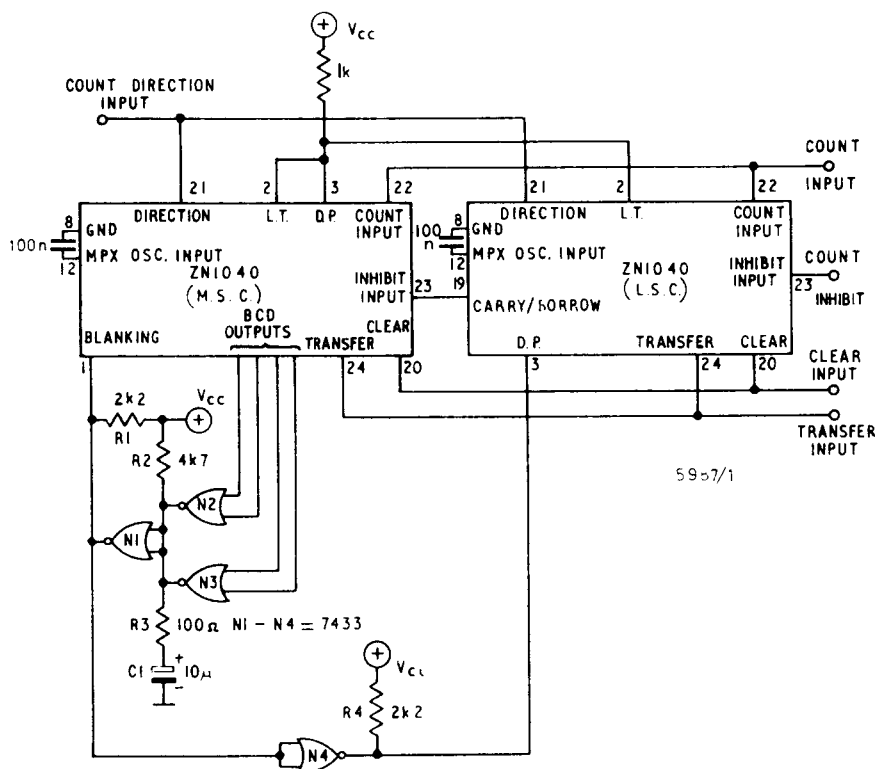 VCC
1k
COUNT DIRECTION
INPUT
COUNT
INPUT
21
2
3
22
21
2
22
8
GND
DIRECTION
L.T.
D.P.
COUNT
INPUT
100n
12
MPX OSC. INPUT
ZN1040
(M.S.C.)
INHIBIT
INPUT
23
BCD
OUTPUTS
CLEAR
BLANKING
TRANSFER
1
24
20
8
GND
DIRECTION
L.T.
COUNT
INPUT
100
n
12
MPX OSC. INPUT
ZN1040
(L.S.C.)
INHIBIT
INPUT
23
COUNT
INHIBIT
19
CARRY/BORROW
D.P.
TRANSFER
CLEAR
3
24
20
CLEAR
INPUT
TRANSFER
INPUT
2k2
R1
VCC
R2
4k7
N2
N1
N3
R3
100Ω
N1 - N4 = 7433
C1
+
10μ
-
VCC
R4
2k2
N4
5957/1